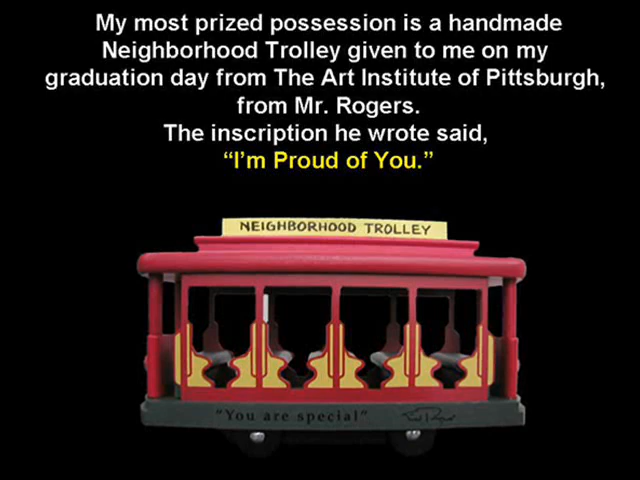 My most prized possession is a handmade
Neighborhood Trolley given to me on my
graduation day from The Art Institute of Pittsburgh,
from Mr. Rogers.
The inscription he wrote said,
“I’m Proud of You.”
NEIGHBORHOOD TROLLEY
"You are special"